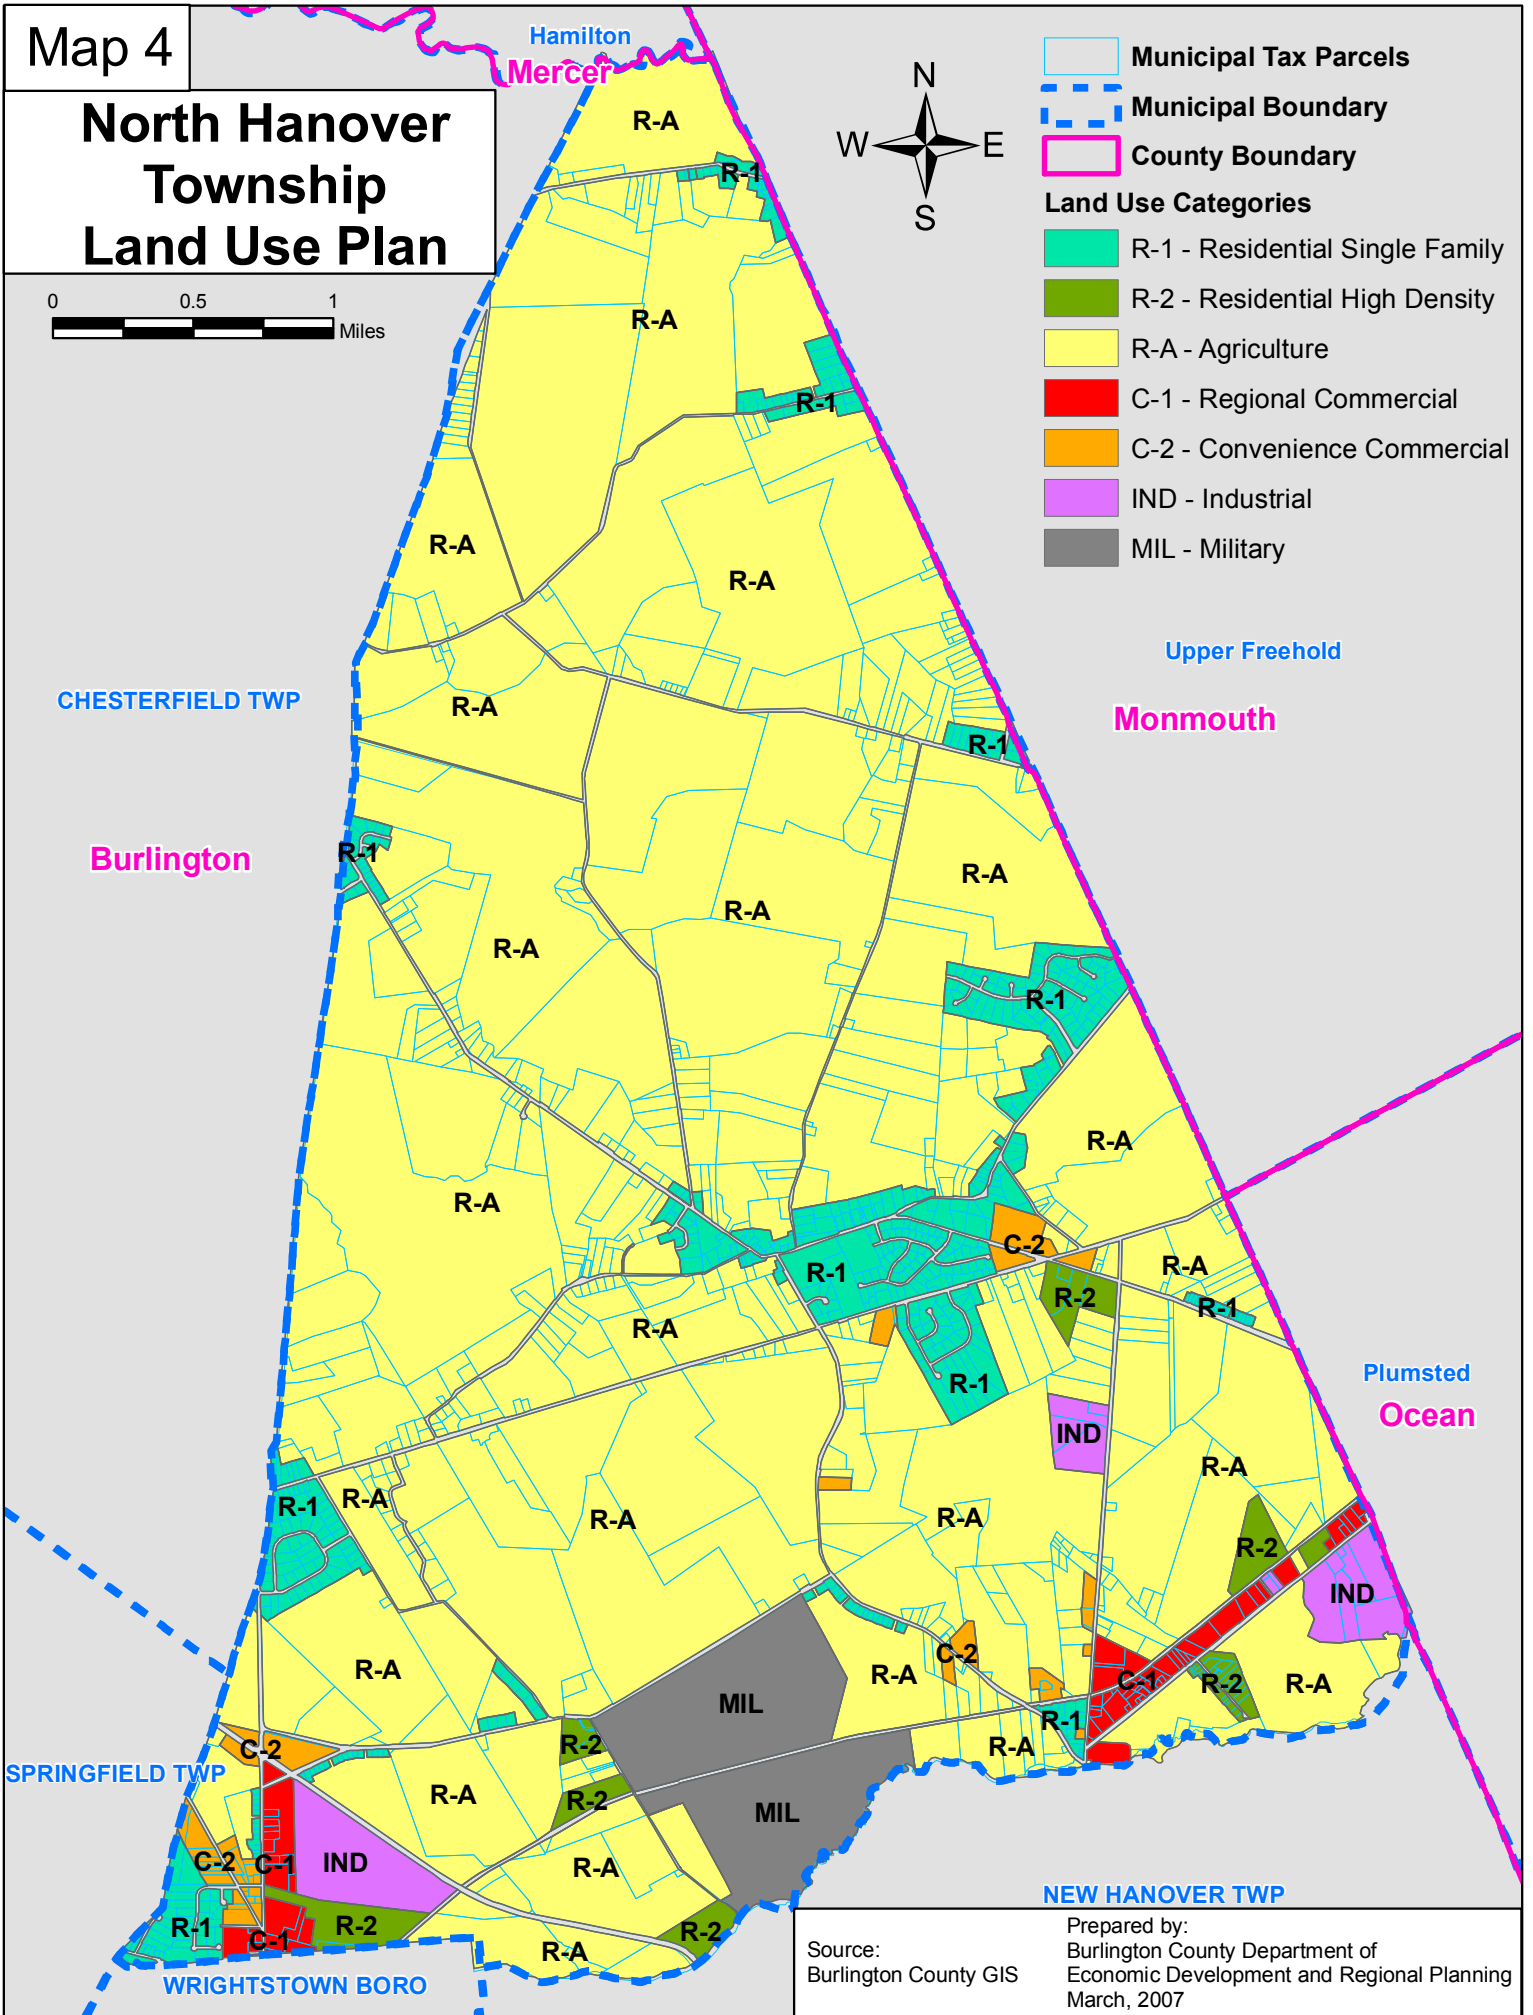 Map 4
North Hanover
Township
Land Use Plan
0 0.5 1
Miles
Hamilton
Mercer
N
W E
S
Municipal Tax Parcels
Municipal Boundary
County Boundary
Land Use Categories
R-1 - Residential Single Family
R-2 - Residential High Density
R-A - Agriculture
C-1 - Regional Commercial
C-2 - Convenience Commercial
IND - Industrial
MIL - Military
R-A
R-1
R-A
R-1
R-A
R-A
Upper Freehold
CHESTERFIELD TWP
R-A
Monmouth
R-1
R-1
Burlington
R-A
R-A
R-A
R-1
R-A
R-A
C-2
R-1
R-A
R-2
R-1
R-A
R-1
Plumsted
Ocean
IND
R-A
R-A
R-1
R-A
R-A
R-2
IND
C-2
R-A
R-A
C-1
R-2
R-A
MIL
R-1
C-2
R-2
R-A
SPRINGFIELD TWP
R-A
R-2
MIL
C-2
C-1
IND
R-A
NEW HANOVER TWP
R-1
C-1
R-2
R-2
R-A
WRIGHTSTOWN BORO
Source:
Burlington County GIS
Prepared by:
Burlington County Department of
Economic Development and Regional Planning
March, 2007